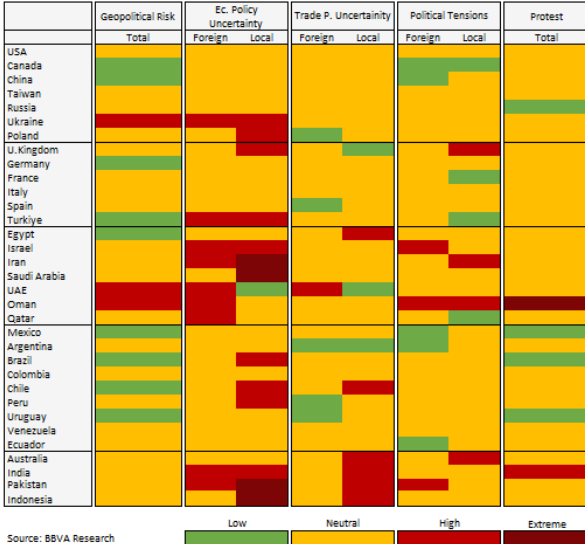 Geopolitical Risk Ec. Policy Uncertainty Trade P. Uncertainity Political Tensions Protest
Total Foreign Local Foreign Local Foreign Local Total
USA
Canada
China
Taiwan
Russia
Ukraine
Poland
U.Kingdom
Germany
France
Italy
Spain
Turkiye
Egypt
Israel
Iran
Saudi Arabia
UAE
Oman
Qatar
Mexico
Argentina
Brazil
Colombia
Chile
Peru
Uruguay
Venezuela
Ecuador
Australia
India
Pakistan
Indonesia
Low Neutral High Extreme
Source: BBVA Research